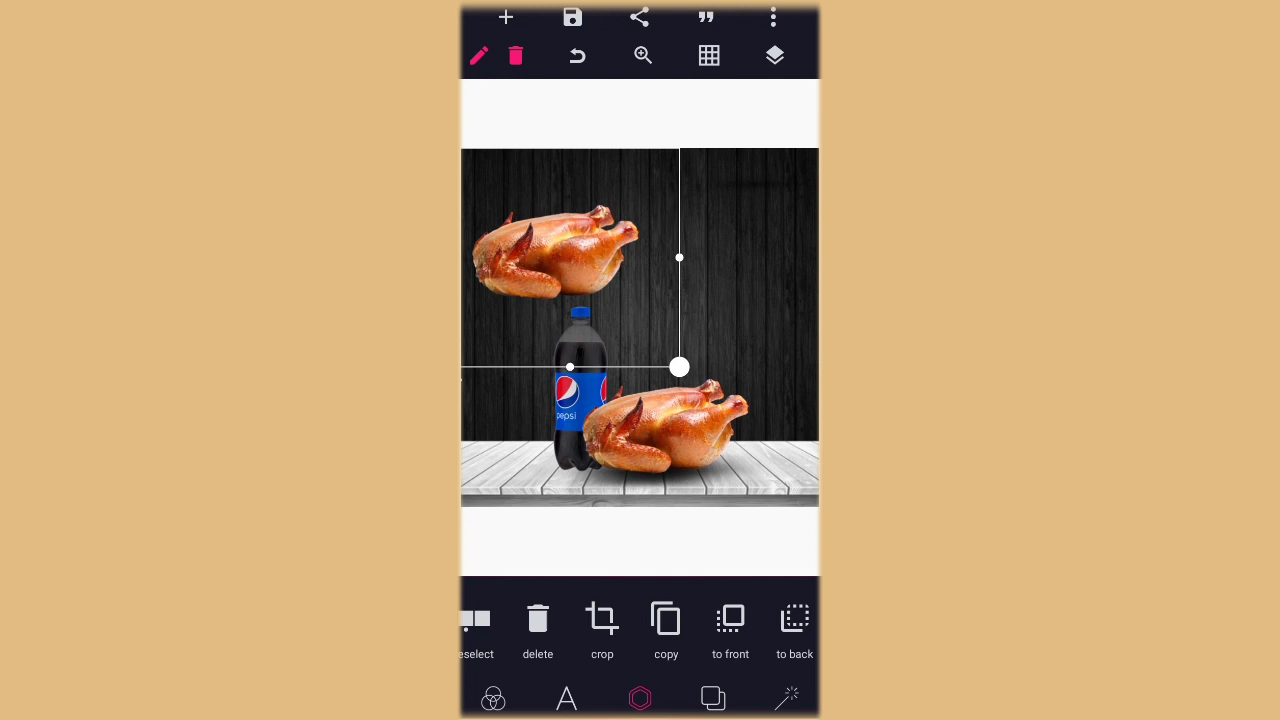 pepsi
eselect
delete
crop
copy
to front
to back